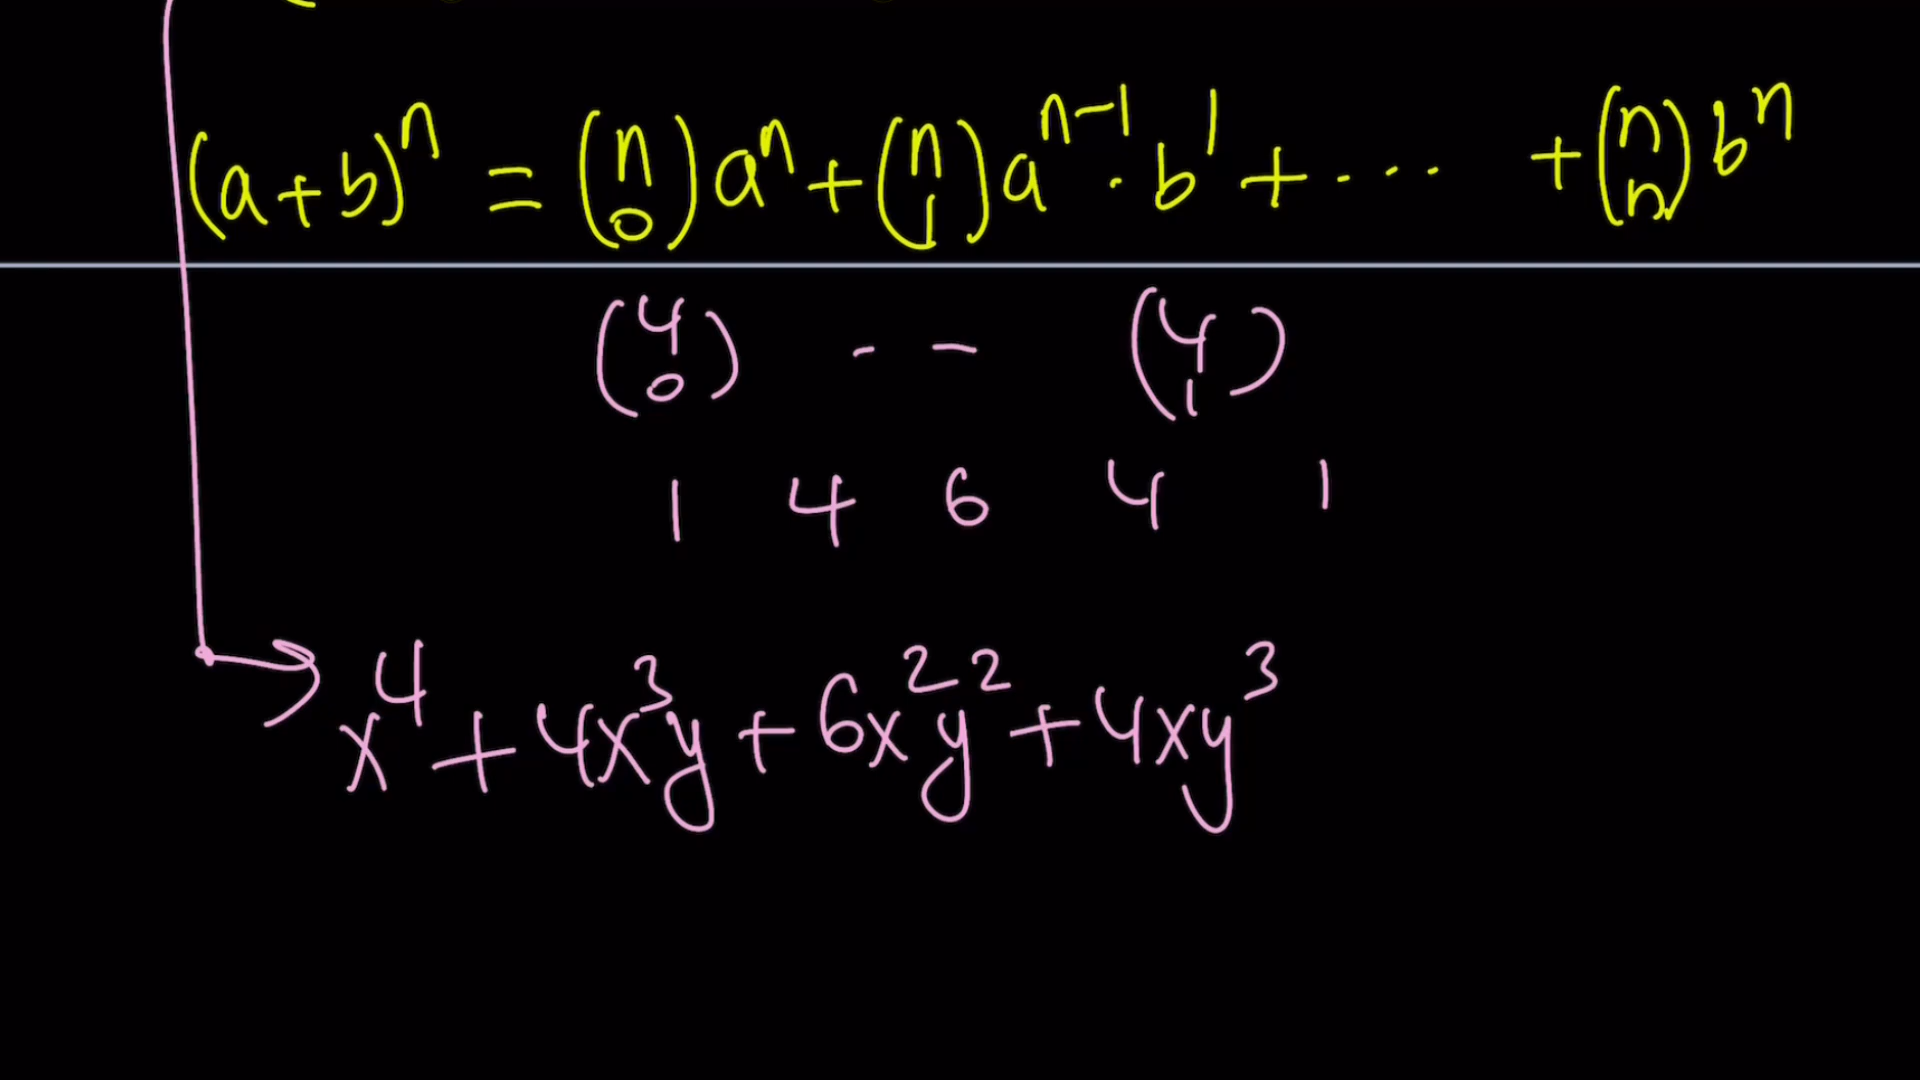 (a+b)^n = (n 0) a^n + (n 1) a^{n-1} · b^1 + ····  + (n n) b^n
(4 0) - - (4 1)
1 4 6 4 1
x^4 + 4x^3y + 6x^2y^2 + 4xy^3